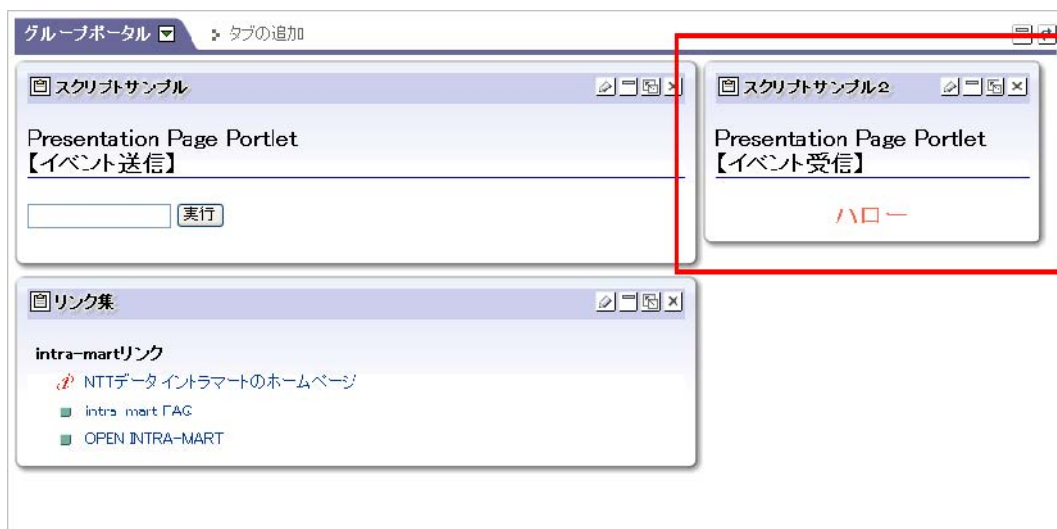 グループポータル
タブの追加
スクリプトサンプル
Presentation Page Portlet
【イベント送信】
実行
スクリプトサンプル2
Presentation Page Portlet
【イベント受信】
ハロー
リンク集
intra-martリンク
NTTデータイントラマートのホームページ
intra mart FAQ
OPEN INTRA-MART